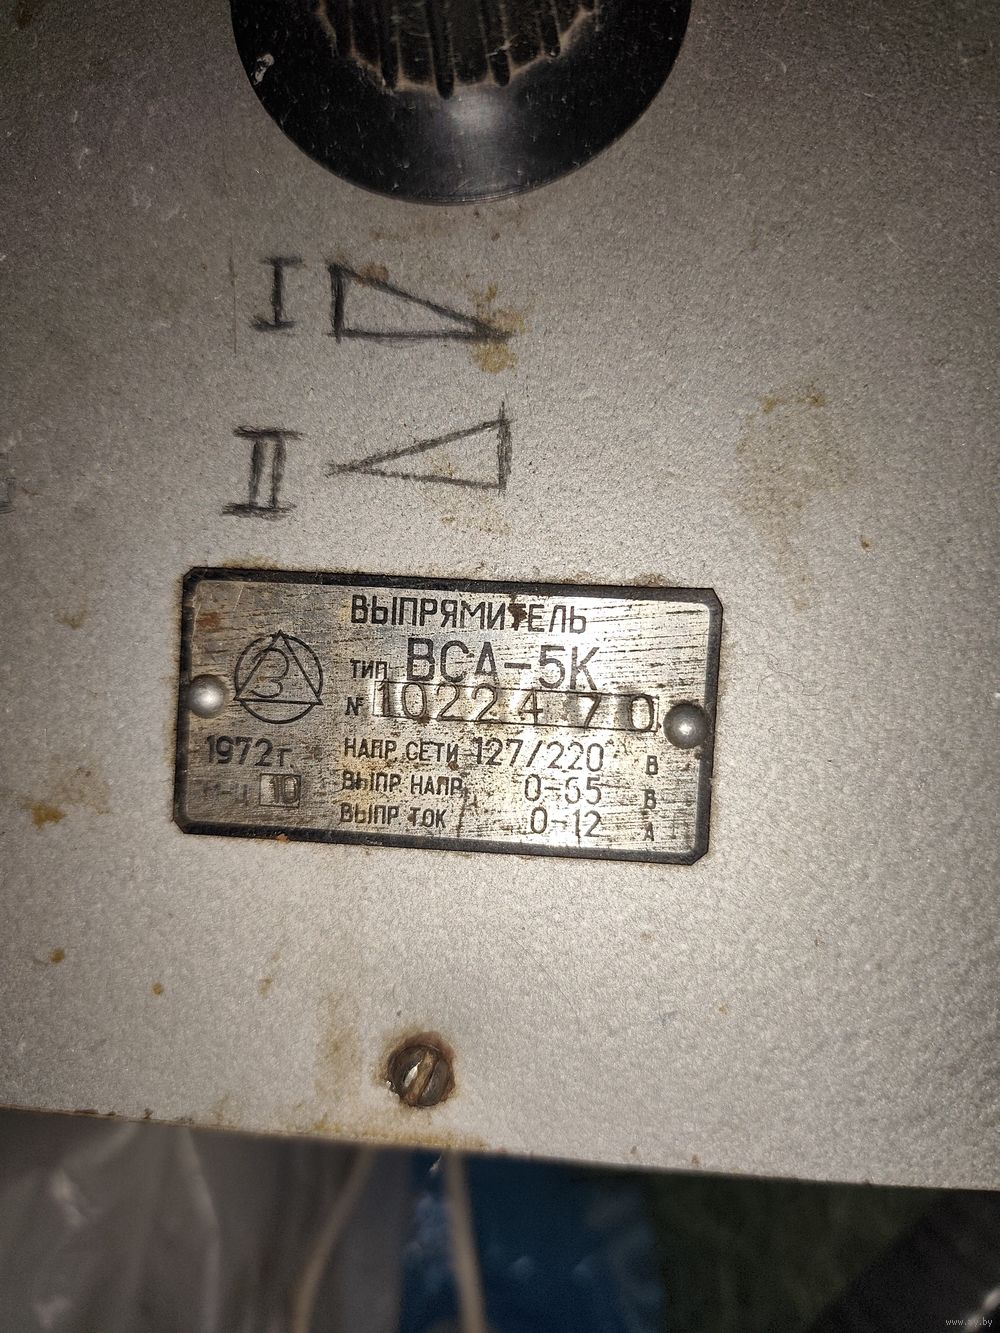 I
II
ВЫПРЯМИТЕЛЬ
ТИП ВСА-5К
№ 1022470
1972г.
НАПР. СЕТИ 127/220 В
М-Ц 10
ВЫПР. НАПР. 0-65 В
ВЫПР. ТОК 0-12 А